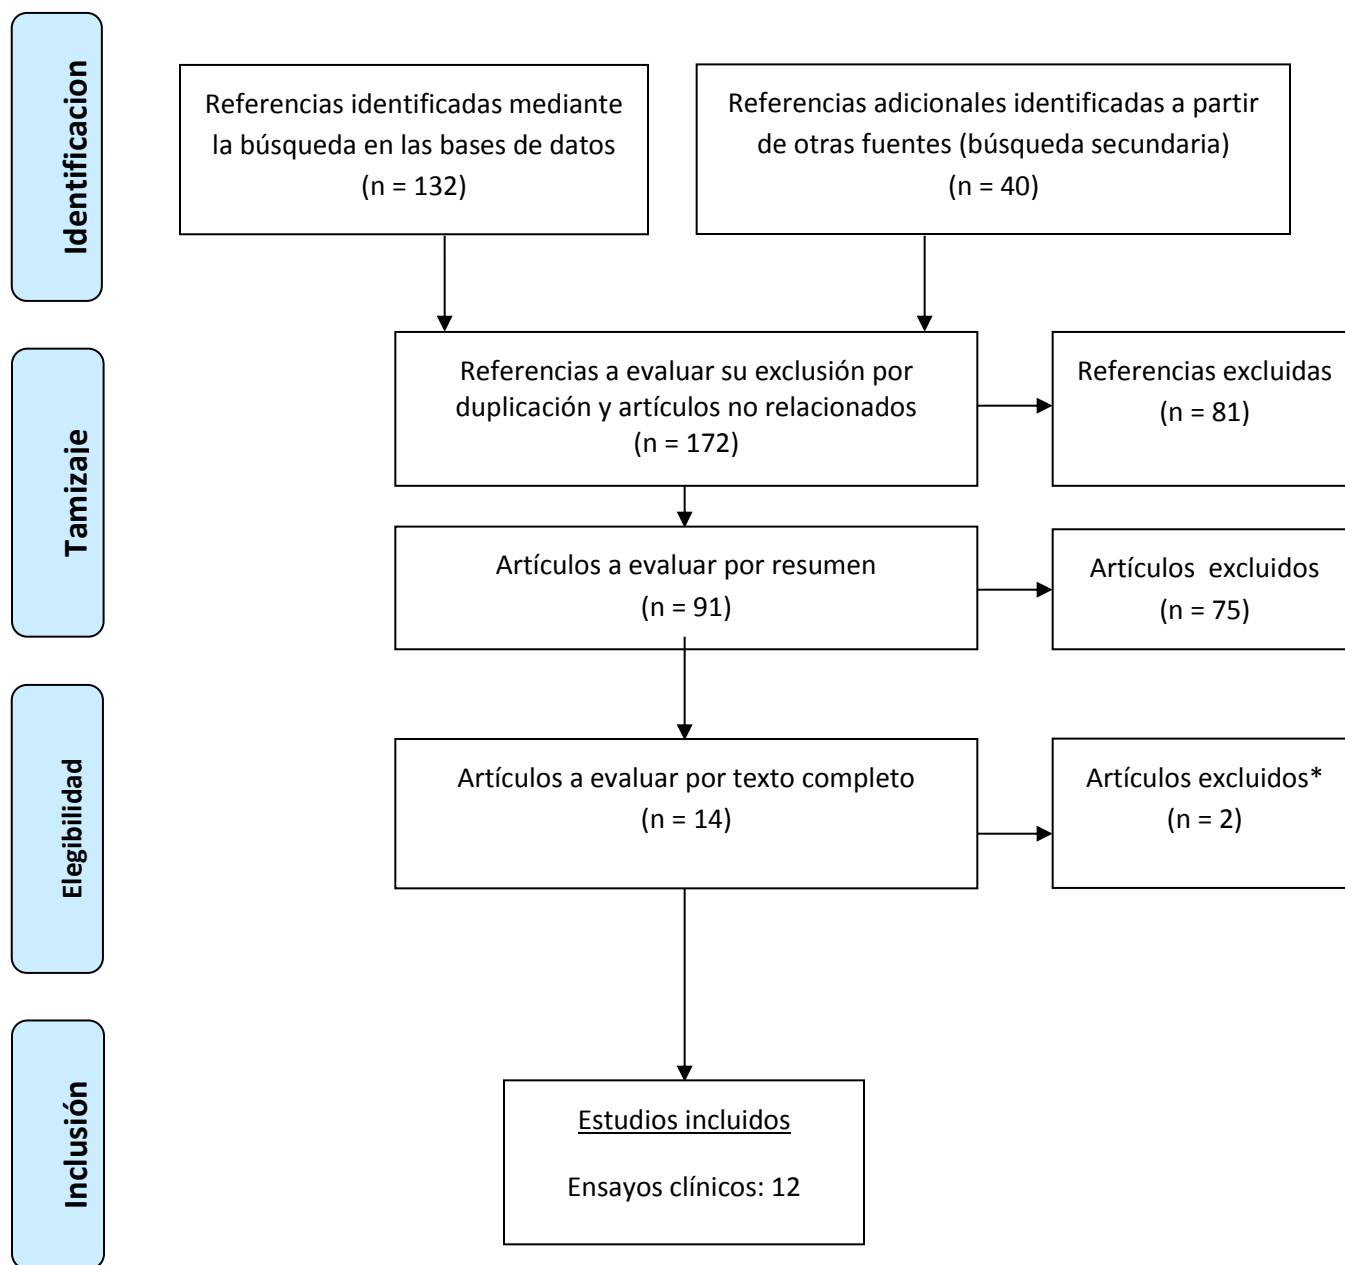 Identificacion
Referencias identificadas mediante
la búsqueda en las bases de datos
(n = 132)
Referencias adicionales identificadas a partir
de otras fuentes (búsqueda secundaria)
(n = 40)
Tamizaje
Referencias a evaluar su exclusión por
duplicación y artículos no relacionados
(n = 172)
Referencias excluidas
(n = 81)
Artículos a evaluar por resumen
(n = 91)
Artículos excluidos
(n = 75)
Elegibilidad
Artículos a evaluar por texto completo
(n = 14)
Artículos excluidos*
(n = 2)
Inclusión
Estudios incluidos
Ensayos clínicos: 12